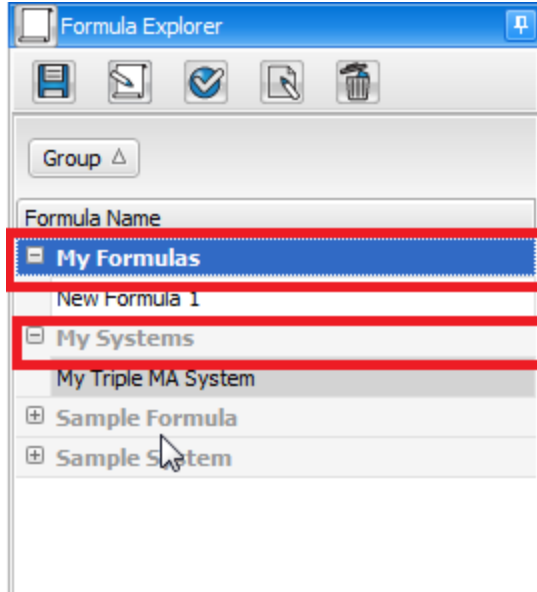 Formula Explorer
Group
Formula Name
My Formulas
New Formula 1
My Systems
My Triple MA System
Sample Formula
Sample System